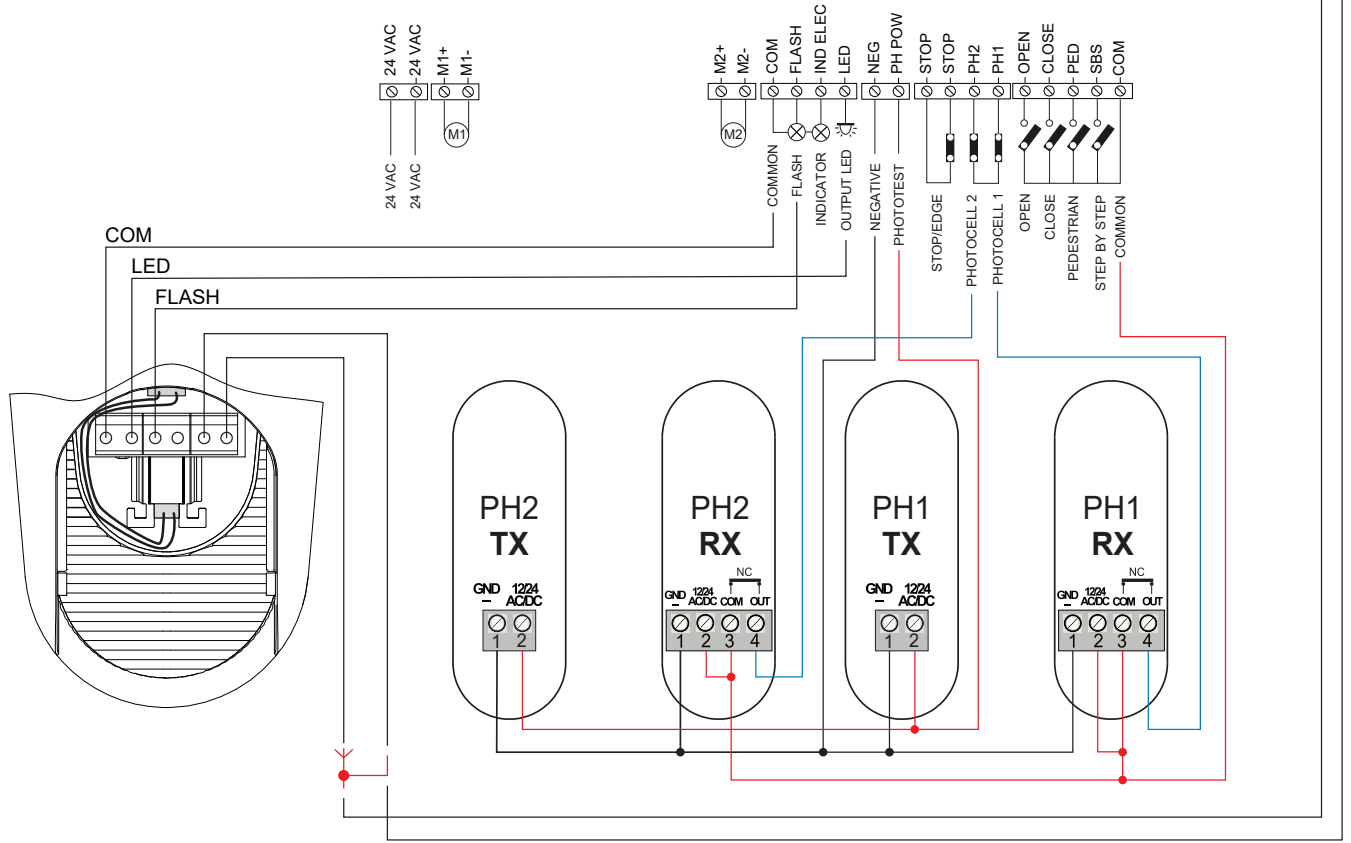 24 VAC
24 VAC
M1+
M1-
M2+
M2-
COM
FLASH
IND ELEC
LED
NEG
PH POW
STOP
STOP
PH2
PH1
OPEN
CLOSE
PED
SBS
COM
M1
M2
24 VAC
24 VAC
COMMON
FLASH
INDICATOR
OUTPUT LED
NEGATIVE
PHOTOTEST
STOP/EDGE
PHOTOCELL 2
PHOTOCELL 1
OPEN
CLOSE
PEDESTRIAN
STEP BY STEP
COMMON
COM
LED
FLASH
PH2
TX
GND
–
12/24
AC/DC
1 2
PH2
RX
NC
GND
–
12/24
AC/DC
COM OUT
1 2 3 4
PH1
TX
GND
–
12/24
AC/DC
1 2
PH1
RX
NC
GND
–
12/24
AC/DC
COM OUT
1 2 3 4